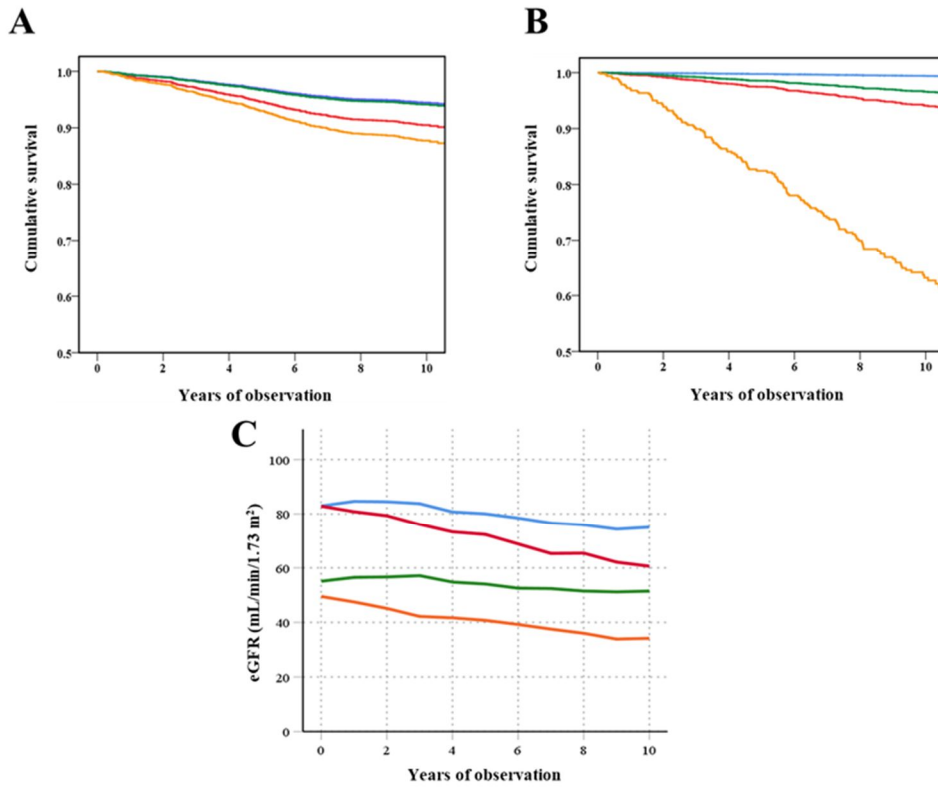 A
B
1.0
0.9
0.8
0.7
0.6
0.5
Cumulative survival
0 2 4 6 8 10
Years of observation
1.0
0.9
0.8
0.7
0.6
0.5
Cumulative survival
0 2 4 6 8 10
Years of observation
C
100
80
60
40
20
0
eGFR (mL/min/1.73 m²)
0 2 4 6 8 10
Years of observation